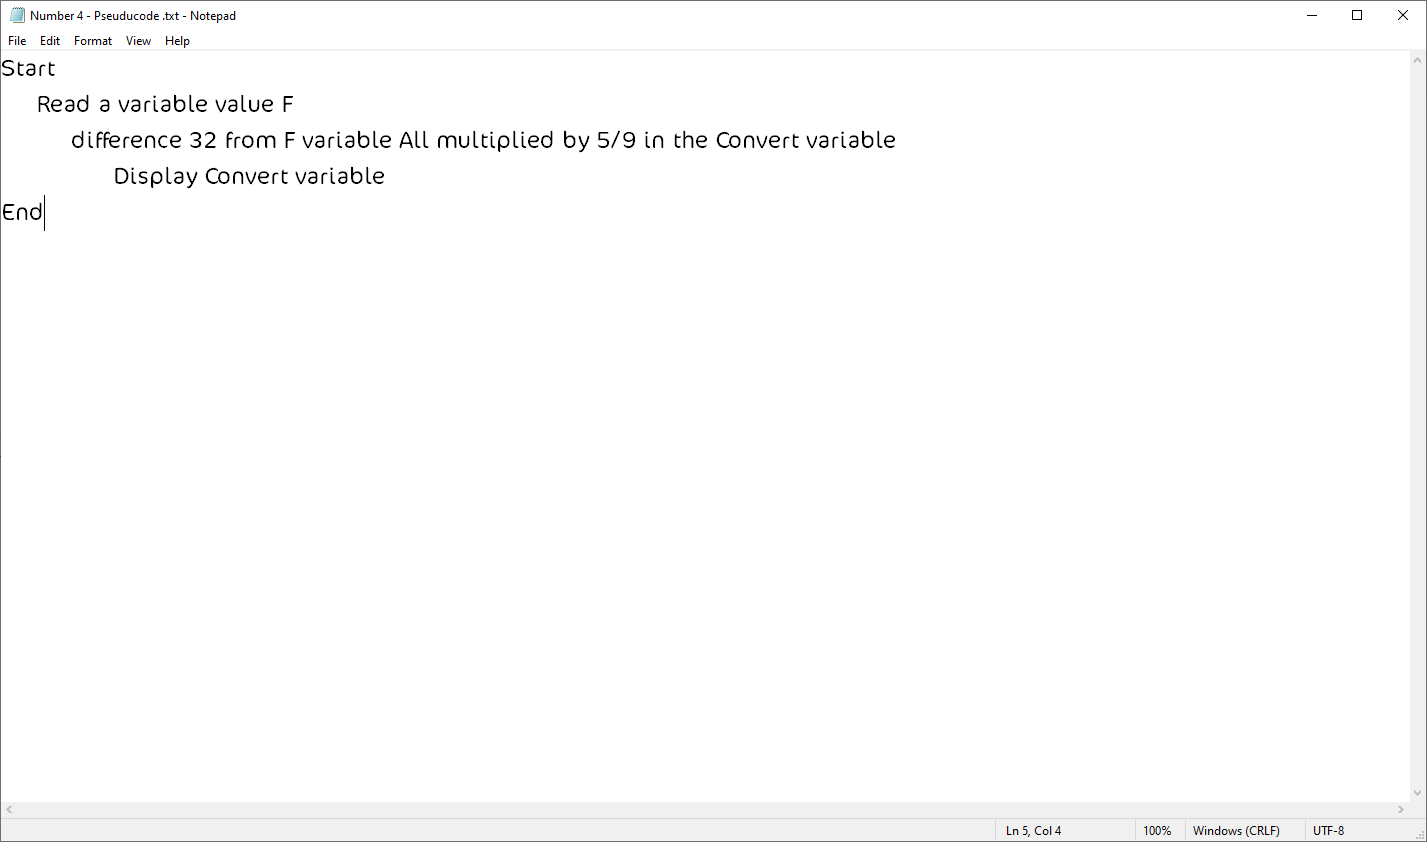 Number 4 - Pseuducode .txt - Notepad
File Edit Format View Help
Start
Read a variable value F
difference 32 from F variable All multiplied by 5/9 in the Convert variable
Display Convert variable
End
Ln 5, Col 4 100% Windows (CRLF) UTF-8